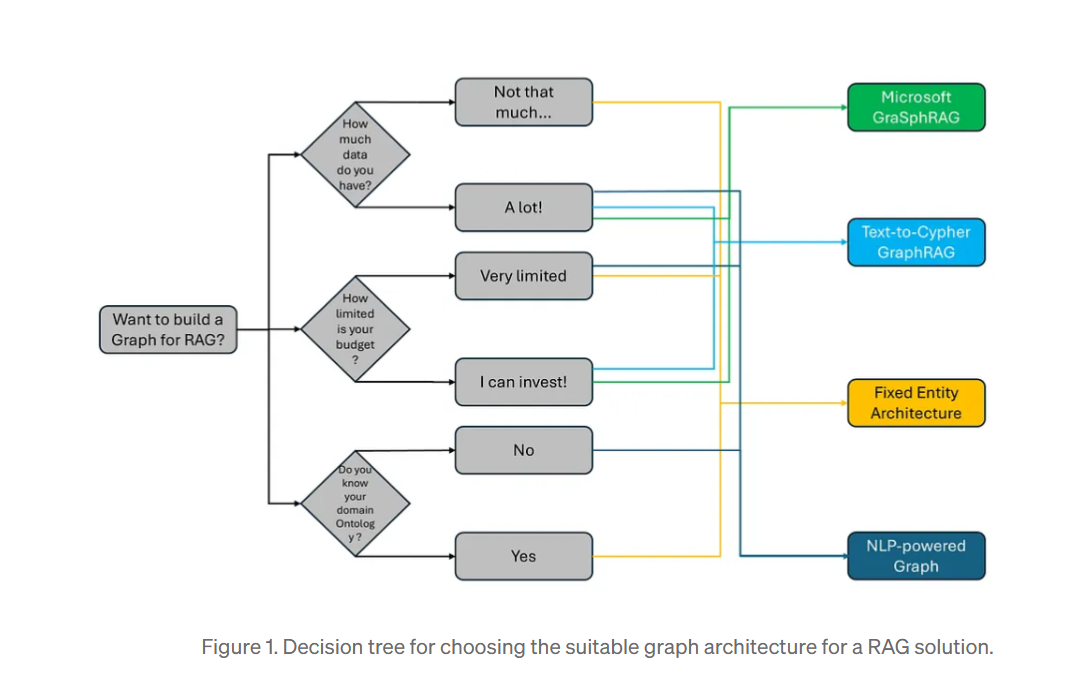 Want to build a
Graph for RAG?
How
much
data
do you
have?
How
limited
is your
budget
?
Do you
know
your
domain
Ontolog
y?
Not that
much...
A lot!
Very limited
I can invest!
No
Yes
Microsoft
GraSphRAG
Text-to-Cypher
GraphRAG
Fixed Entity
Architecture
NLP-powered
Graph
Figure 1. Decision tree for choosing the suitable graph architecture for a RAG solution.